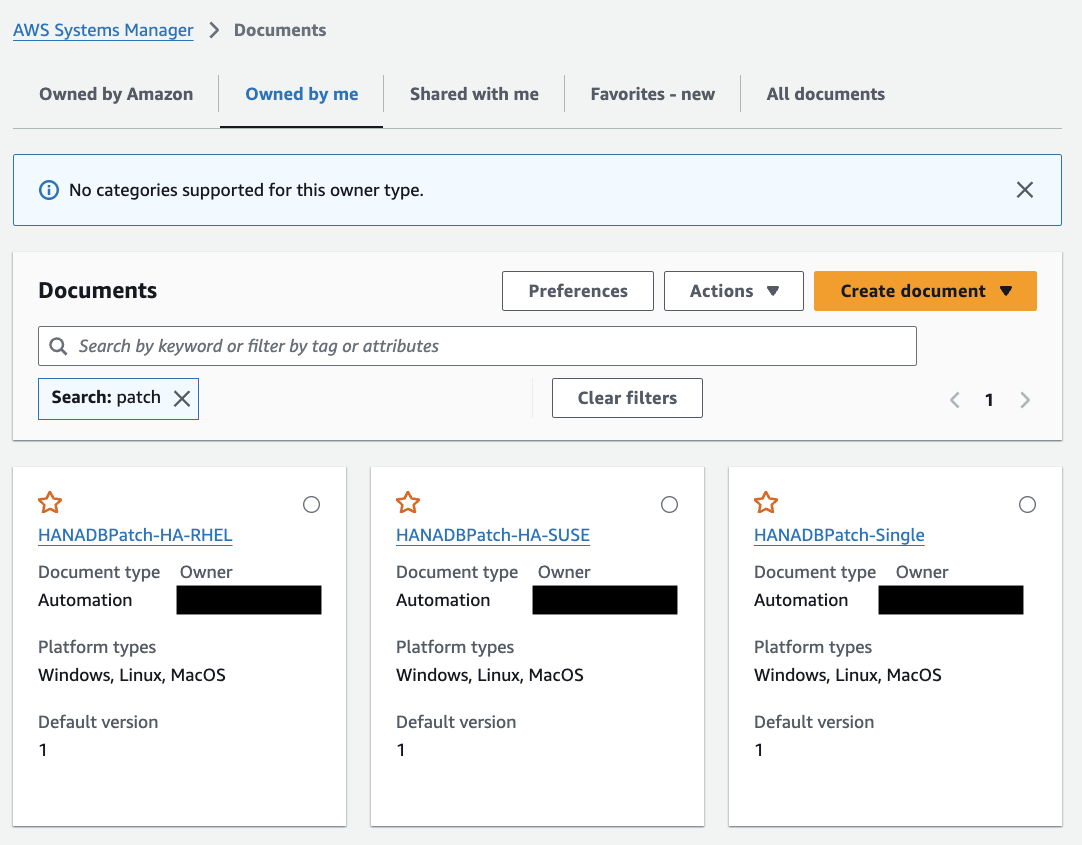 AWS Systems Manager > Documents
Owned by Amazon Owned by me Shared with me Favorites - new All documents
No categories supported for this owner type.
Documents Preferences Actions Create document
Search by keyword or filter by tag or attributes
Search: patch Clear filters 1
HANADBPatch-HA-RHEL
Document type Owner
Automation
Platform types
Windows, Linux, MacOS
Default version
1
HANADBPatch-HA-SUSE
Document type Owner
Automation
Platform types
Windows, Linux, MacOS
Default version
1
HANADBPatch-Single
Document type Owner
Automation
Platform types
Windows, Linux, MacOS
Default version
1